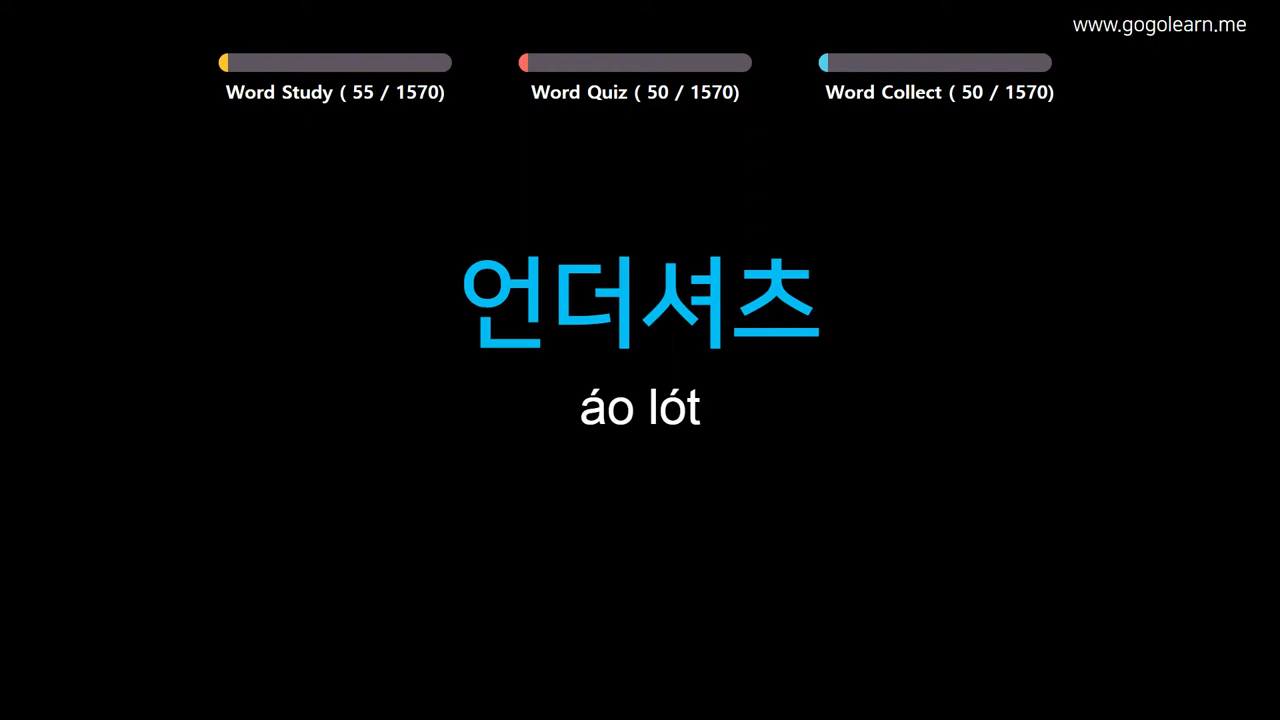 www.gogolearn.me
Word Study ( 55 / 1570)
Word Quiz ( 50 / 1570)
Word Collect ( 50 / 1570)
언더셔츠
áo lót